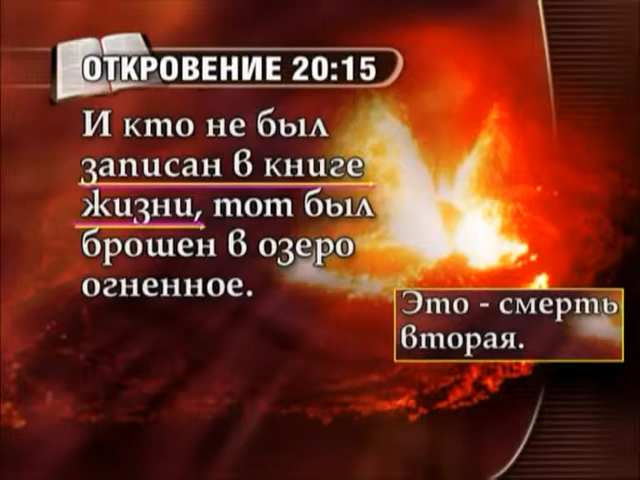 ОТКРОВЕНИЕ 20:15
И кто не был
записан в книге
жизни, тот был
брошен в озеро
огненное.
Это - смерть
вторая.